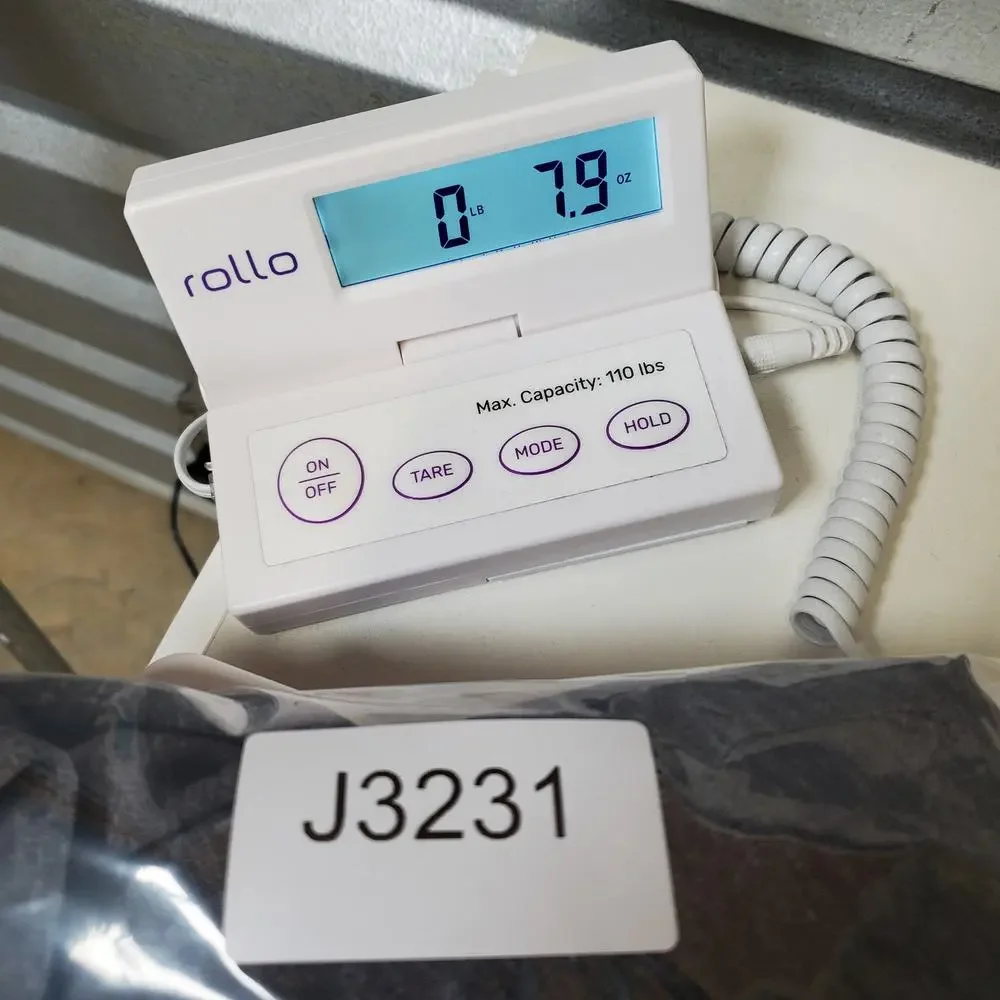 0 LB 7.9 OZ
rollo
Max. Capacity: 110 lbs
ON
OFF
TARE
MODE
HOLD
J3231